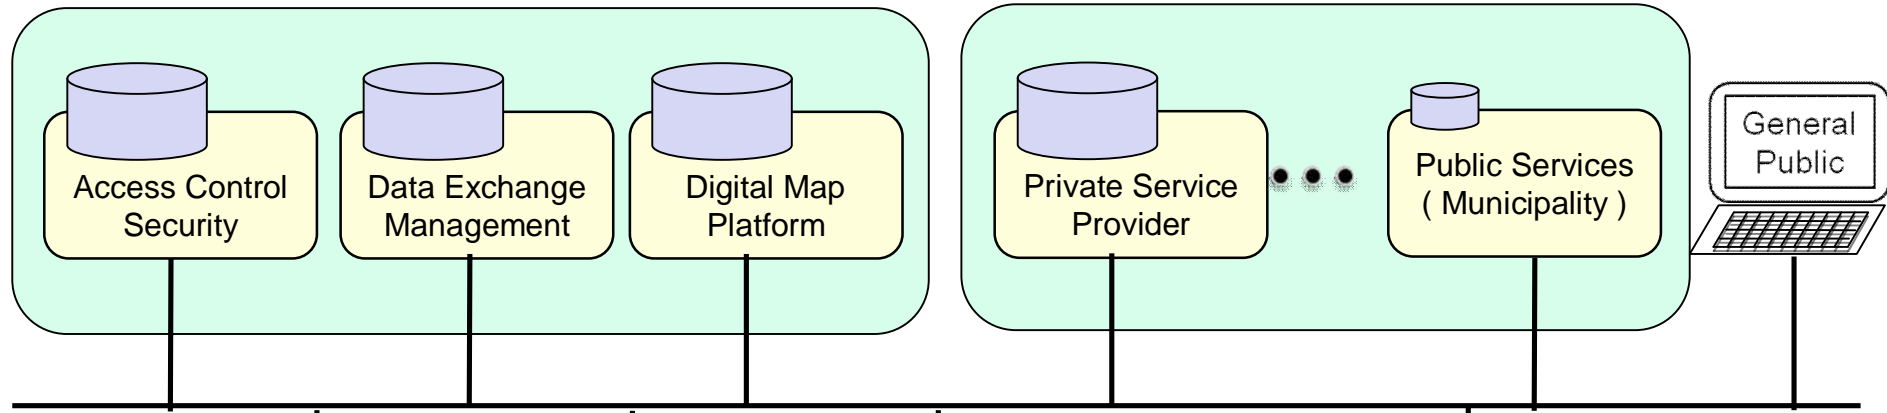 Access Control
Security
Data Exchange
Management
Digital Map
Platform
Private Service
Provider
Public Services
( Municipality )
General
Public